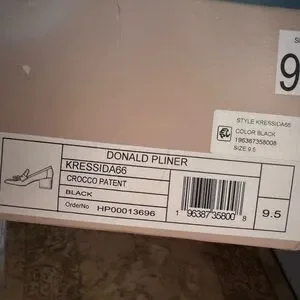 9
STYLE KRESSIDA66
COLOR BLACK
196387358008
SIZE 9.5
DONALD PLINER
KRESSIDA66
CROCCO PATENT
BLACK
OrderNo HP00013696
1 96387 35800 8
9.5